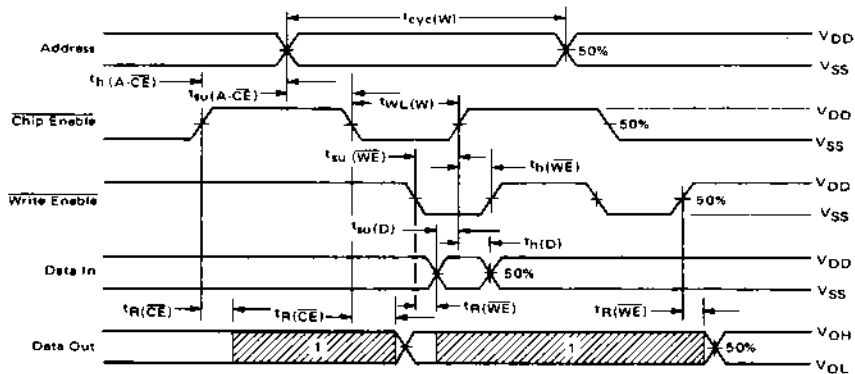 tcyc(W)
Address
50%
VDD
VSS
th(A-CE)
tsu(A-CE)
tWL(W)
Chip Enable
50%
VDD
VSS
tsu(WE)
th(WE)
Write Enable
50%
VDD
VSS
tsu(D)
th(D)
Data In
50%
VDD
VSS
tR(CE)
tR(CE)
tR(WE)
tR(WE)
Data Out
1
1
50%
VOH
VOL